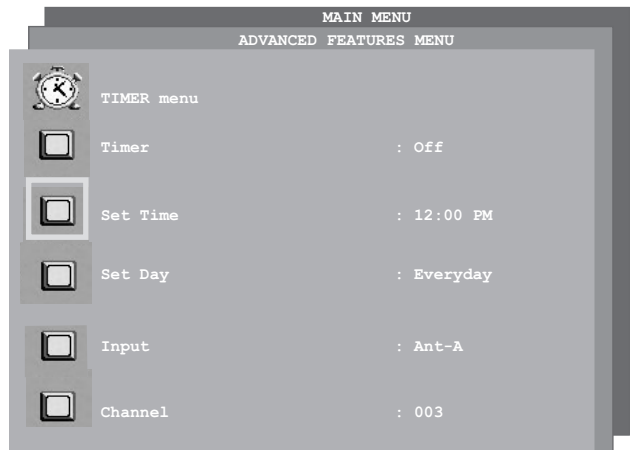 MAIN MENU
ADVANCED FEATURES MENU
TIMER menu
Timer : Off
Set Time : 12:00 PM
Set Day : Everyday
Input : Ant-A
Channel : 003